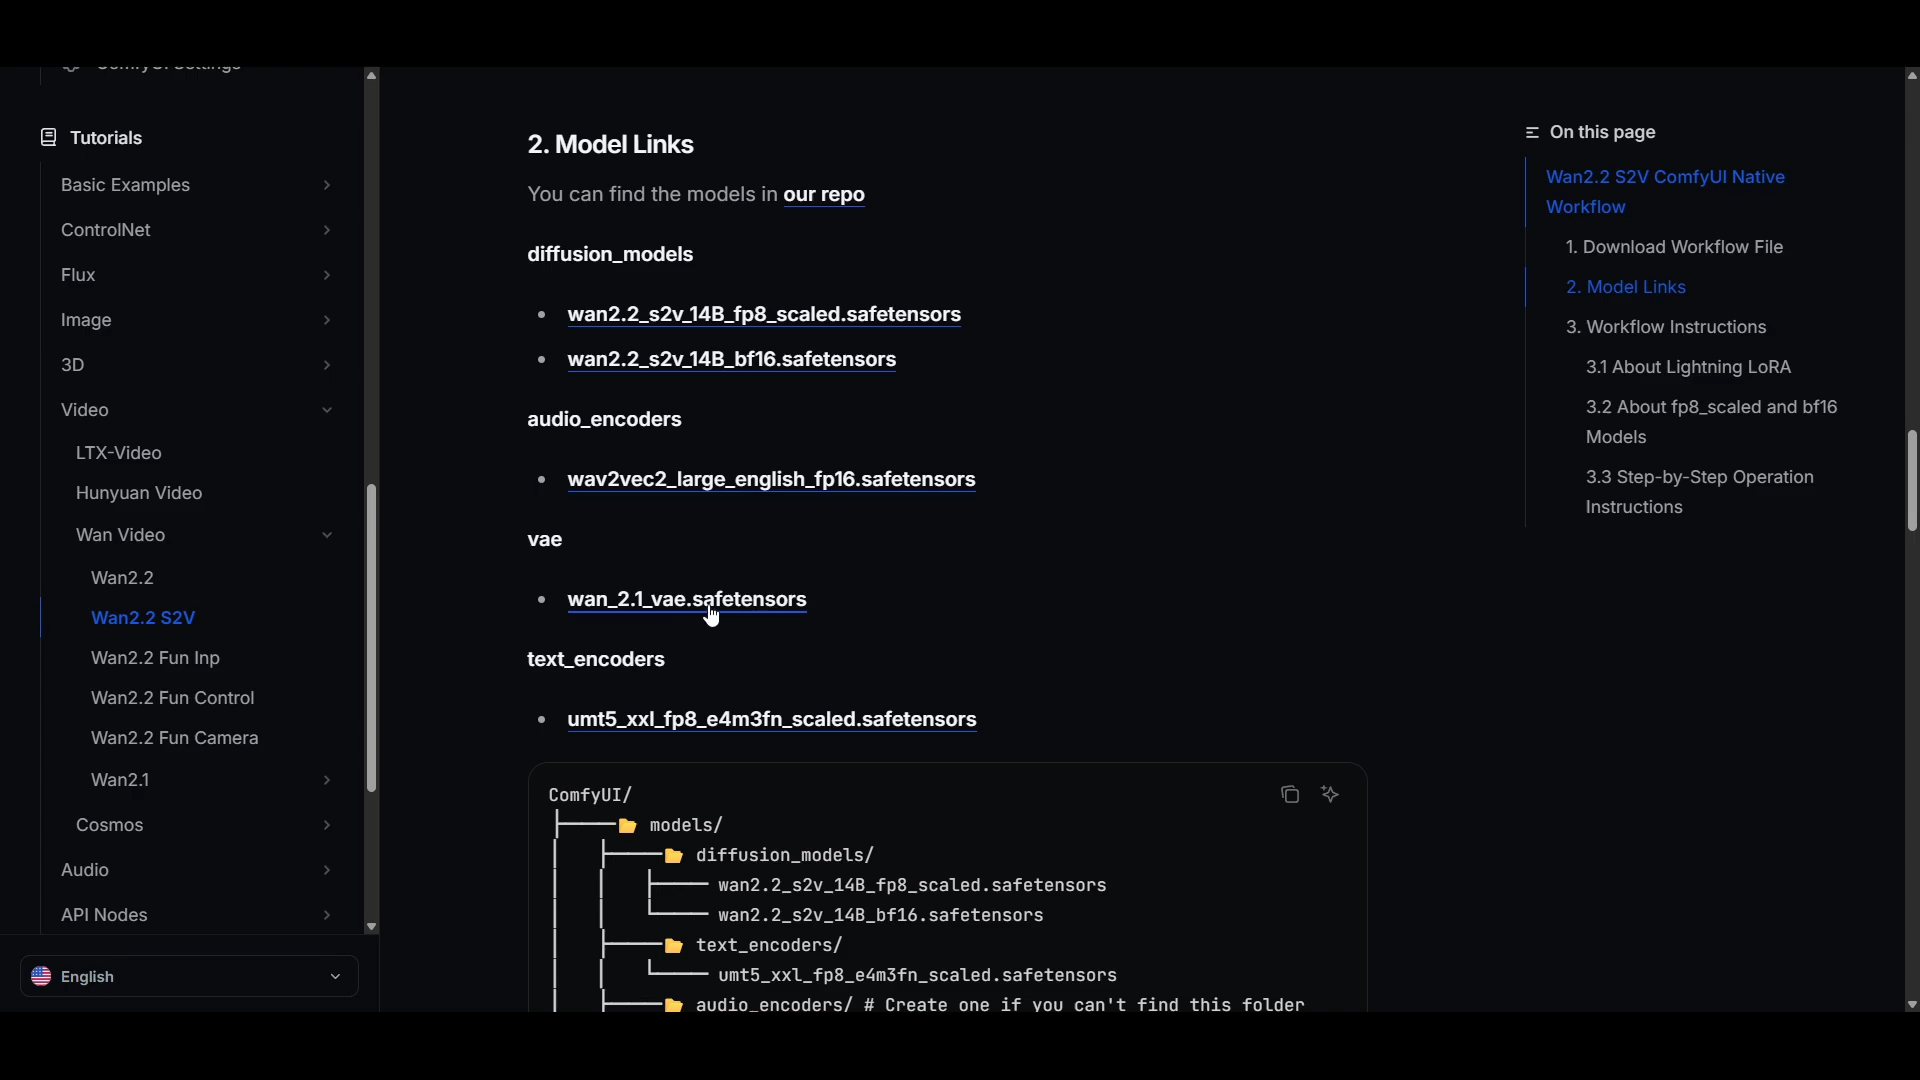 ComfyUI Settings
Tutorials
Basic Examples
ControlNet
Flux
Image
3D
Video
LTX-Video
Hunyuan Video
Wan Video
Wan2.2
Wan2.2 S2V
Wan2.2 Fun Inp
Wan2.2 Fun Control
Wan2.2 Fun Camera
Wan2.1
Cosmos
Audio
API Nodes
English
2. Model Links
You can find the models in our repo
diffusion_models
wan2.2_s2v_14B_fp8_scaled.safetensors
wan2.2_s2v_14B_bf16.safetensors
audio_encoders
wav2vec2_large_english_fp16.safetensors
vae
wan_2.1_vae.safetensors
text_encoders
umt5_xxl_fp8_e4m3fn_scaled.safetensors
ComfyUI/
models/
diffusion_models/
wan2.2_s2v_14B_fp8_scaled.safetensors
wan2.2_s2v_14B_bf16.safetensors
text_encoders/
umt5_xxl_fp8_e4m3fn_scaled.safetensors
audio_encoders/ # Create one if you can't find this folder
On this page
Wan2.2 S2V ComfyUI Native
Workflow
1. Download Workflow File
2. Model Links
3. Workflow Instructions
3.1 About Lightning LoRA
3.2 About fp8_scaled and bf16
Models
3.3 Step-by-Step Operation
Instructions